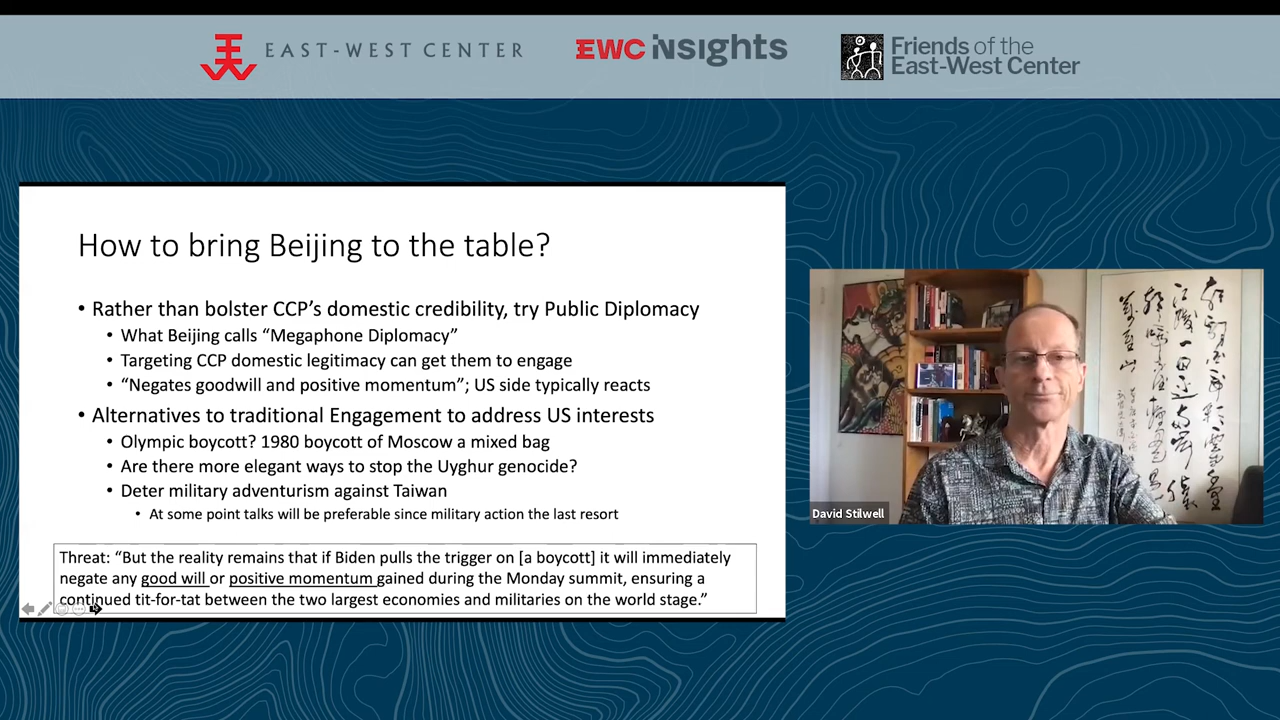 EAST-WEST CENTER
EWC iNSights
Friends of the
East-West Center
How to bring Beijing to the table?
• Rather than bolster CCP’s domestic credibility, try Public Diplomacy
• What Beijing calls “Megaphone Diplomacy”
• Targeting CCP domestic legitimacy can get them to engage
• “Negates goodwill and positive momentum”; US side typically reacts
• Alternatives to traditional Engagement to address US interests
• Olympic boycott? 1980 boycott of Moscow a mixed bag
• Are there more elegant ways to stop the Uyghur genocide?
• Deter military adventurism against Taiwan
• At some point talks will be preferable since military action the last resort
Threat: “But the reality remains that if Biden pulls the trigger on [a boycott] it will immediately
negate any good will or positive momentum gained during the Monday summit, ensuring a
continued tit-for-tat between the two largest economies and militaries on the world stage.”
David Stilwell